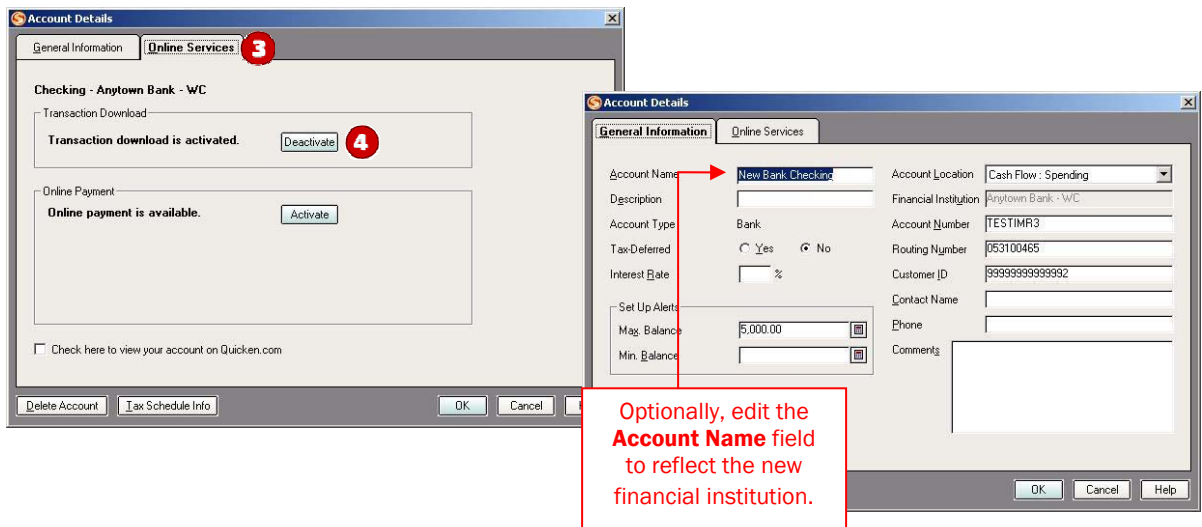 Account Details
General Information
Online Services
3
Checking - Anytown Bank - WC
Transaction Download
Transaction download is activated.
Deactivate
4
Online Payment
Online payment is available.
Activate
Check here to view your account on Quicken.com
Delete Account
Tax Schedule Info
OK
Cancel
Account Details
General Information
Online Services
Account Name
New Bank Checking
Description
Account Type
Bank
Tax-Deferred
Yes
No
Interest Rate
%
Set Up Alerts
Max. Balance
5,000.00
Min. Balance
Account Location
Cash Flow : Spending
Financial Institution
Anytown Bank - WC
Account Number
TESTIMR3
Routing Number
053100465
Customer ID
99999999999992
Contact Name
Phone
Comments
Optionally, edit the
Account Name field
to reflect the new
financial institution.
OK
Cancel
Help